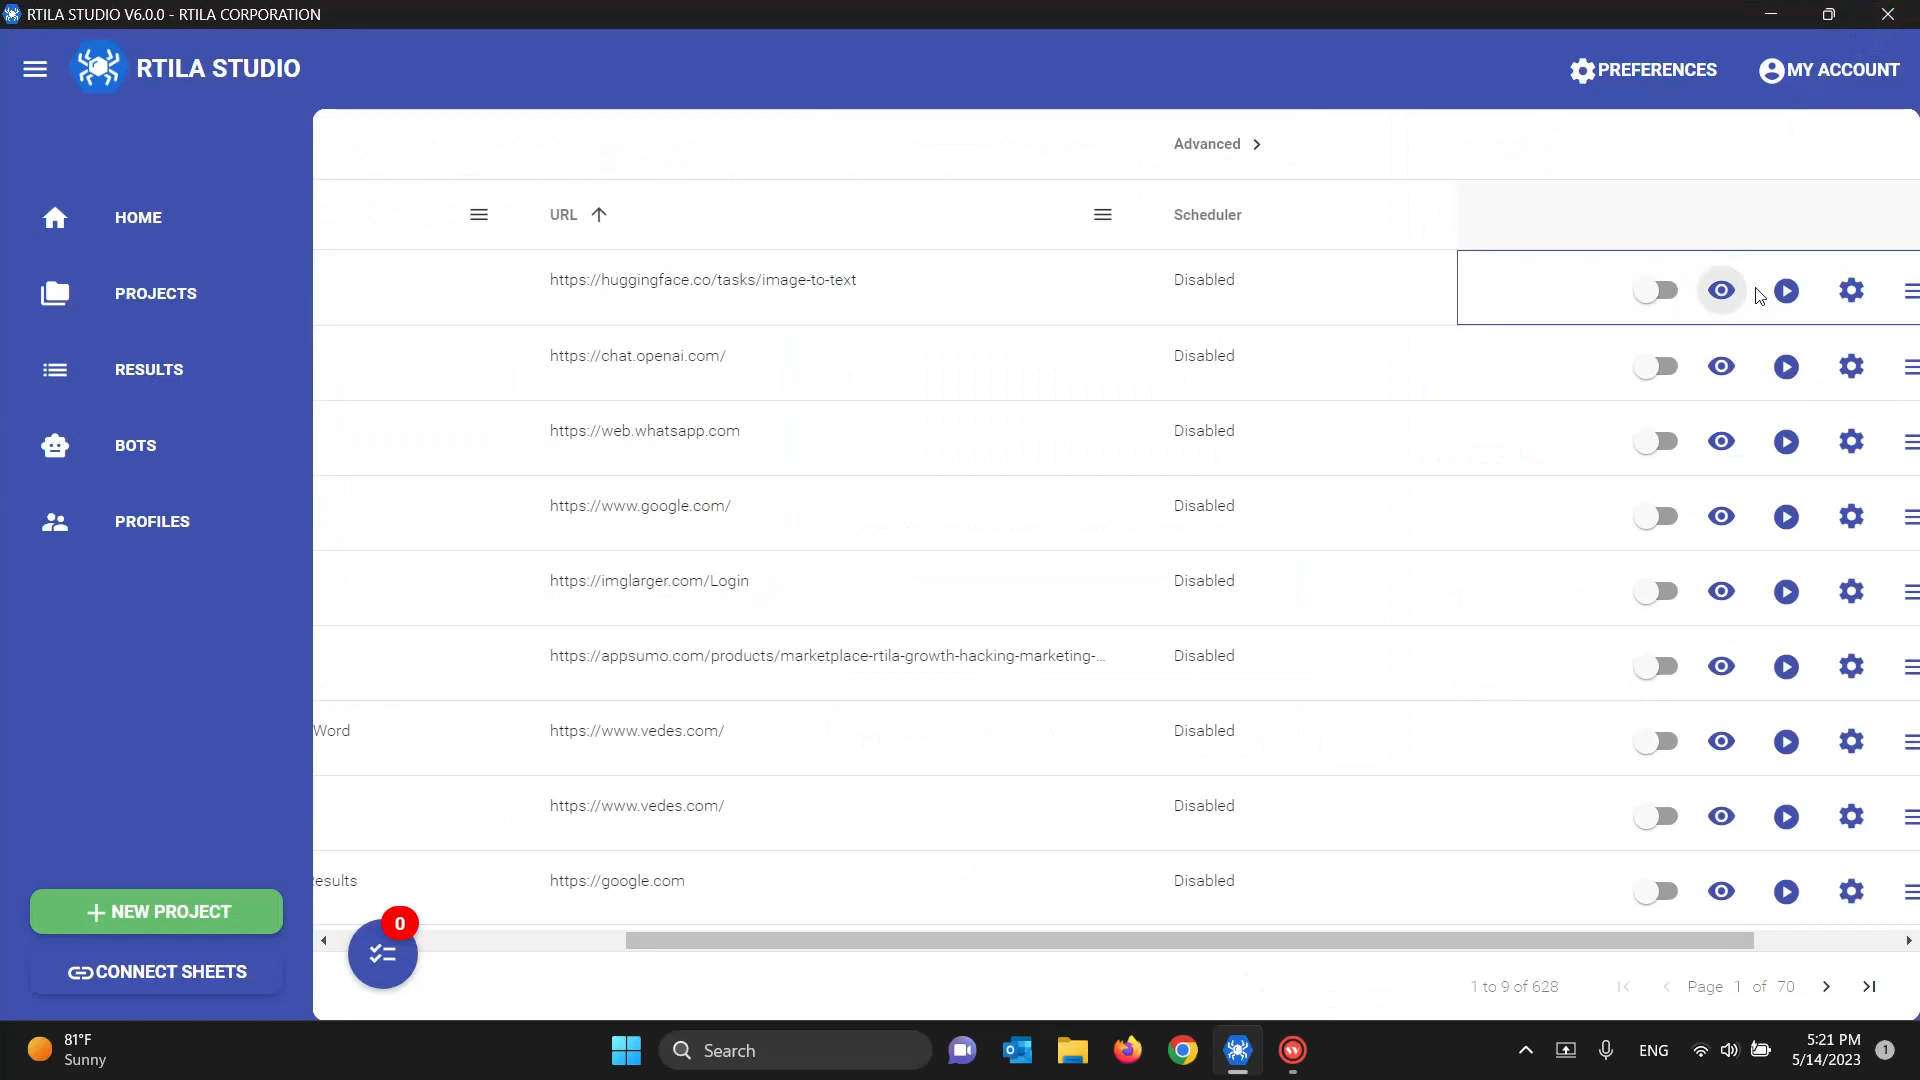 RTILA STUDIO V6.0.0 - RTILA CORPORATION
RTILA STUDIO
PREFERENCES
MY ACCOUNT
HOME
PROJECTS
RESULTS
BOTS
PROFILES
+ NEW PROJECT
CONNECT SHEETS
Advanced
URL
Scheduler
https://huggingface.co/tasks/image-to-text Disabled
https://chat.openai.com/ Disabled
https://web.whatsapp.com Disabled
https://www.google.com/ Disabled
https://imglarger.com/Login Disabled
https://appsumo.com/products/marketplace-rtila-growth-hacking-marketing-... Disabled
Word https://www.vedes.com/ Disabled
https://www.vedes.com/ Disabled
esults https://google.com Disabled
0
1 to 9 of 628
Page 1 of 70
81°F
Sunny
Search
ENG
5:21 PM
5/14/2023
1